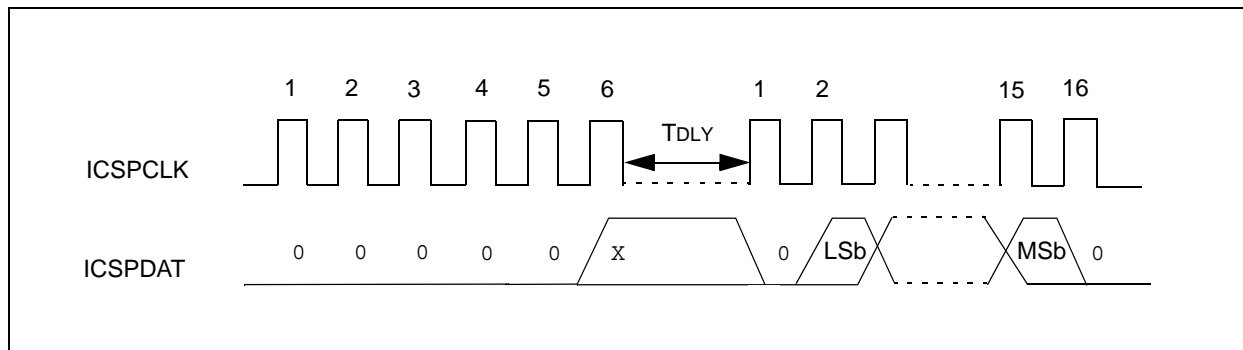 1 2 3 4 5 6 1 2 15 16
TDLY
ICSPCLK
ICSPDAT 0 0 0 0 0 X 0 LSb MSb 0